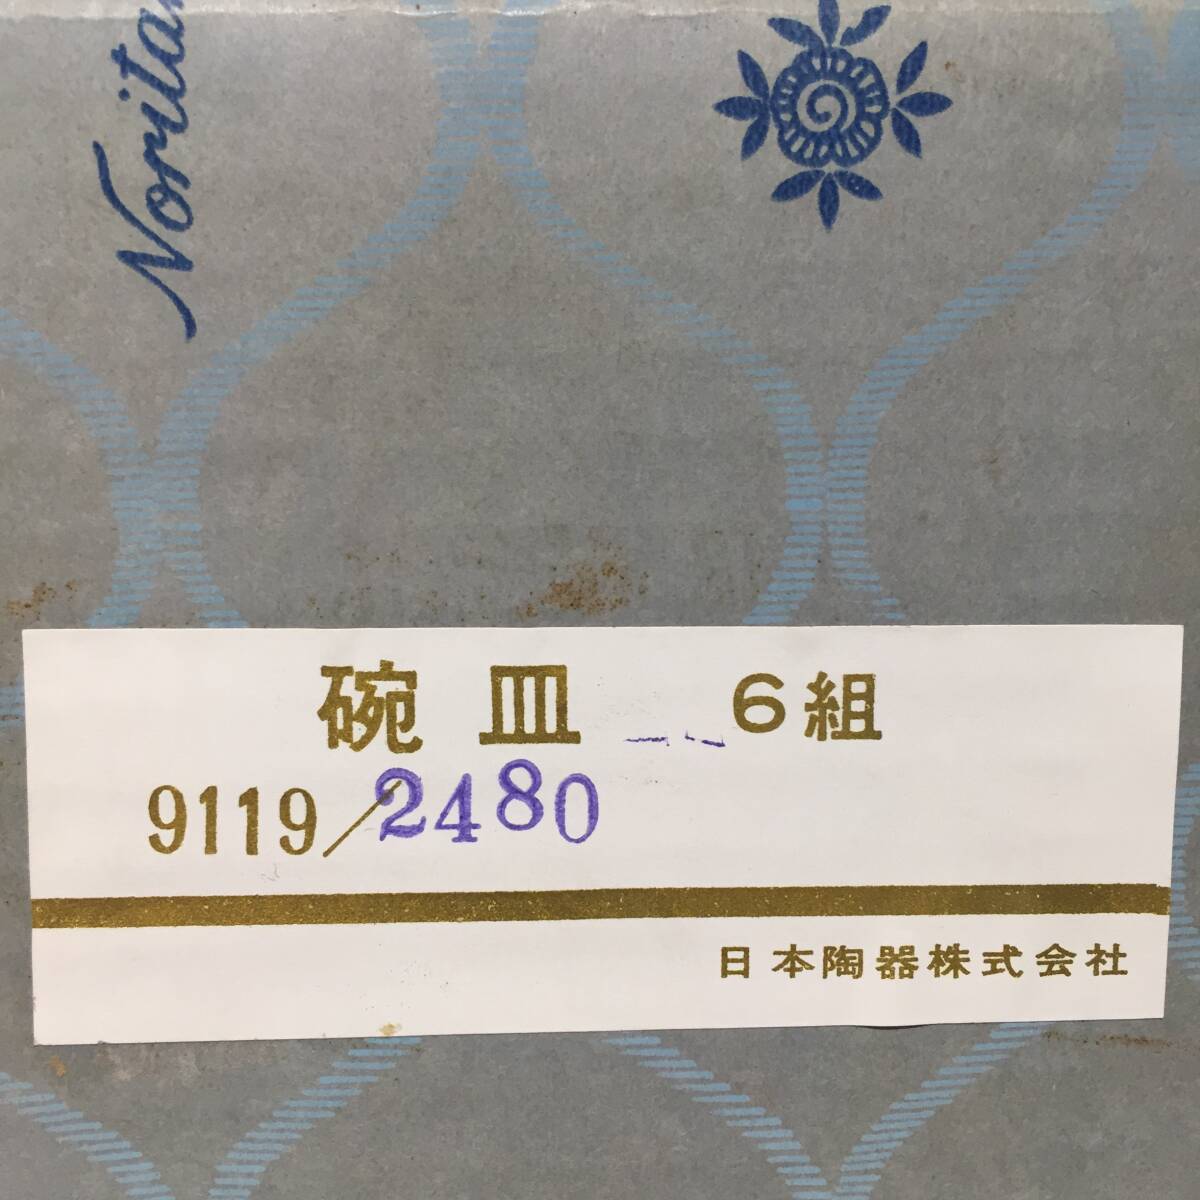 Norita
碗皿 6組
9119/2480
日本陶器株式会社